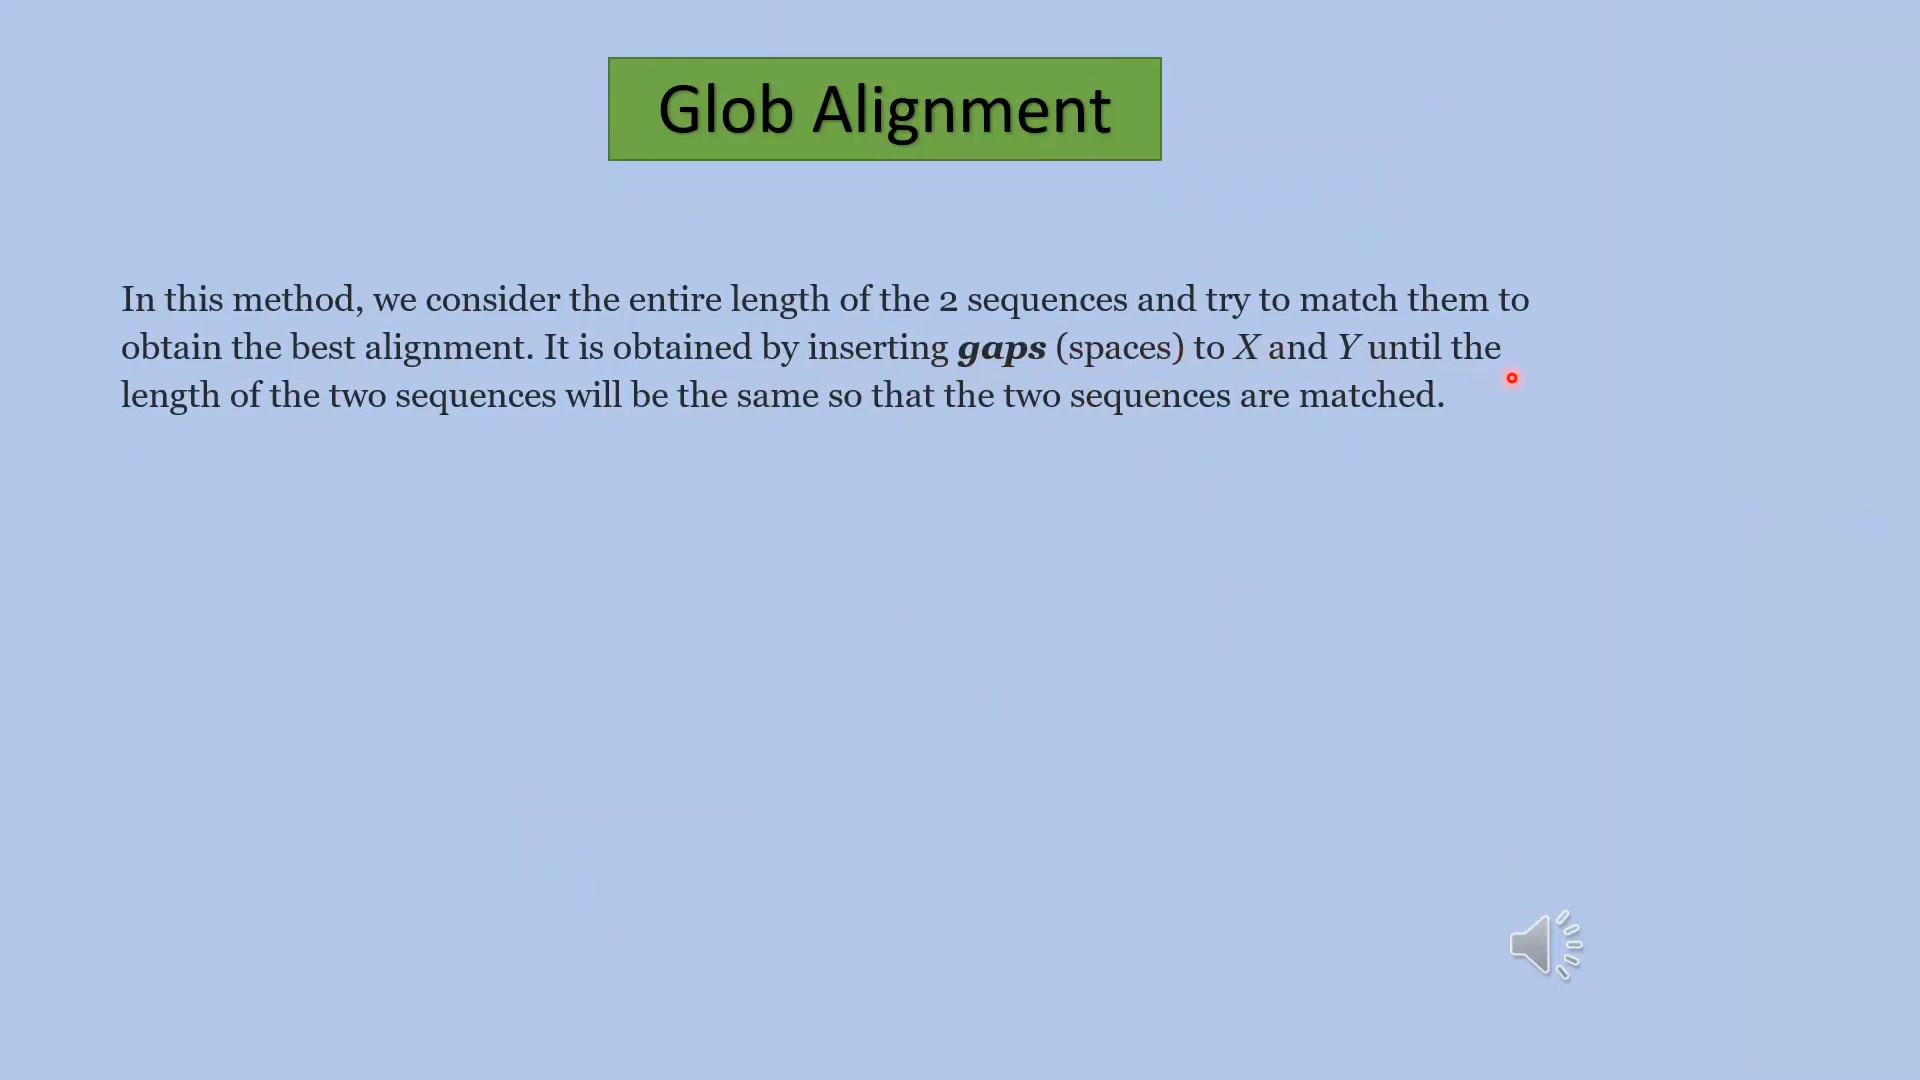 Glob Alignment
In this method, we consider the entire length of the 2 sequences and try to match them to
obtain the best alignment. It is obtained by inserting gaps (spaces) to X and Y until the
length of the two sequences will be the same so that the two sequences are matched.